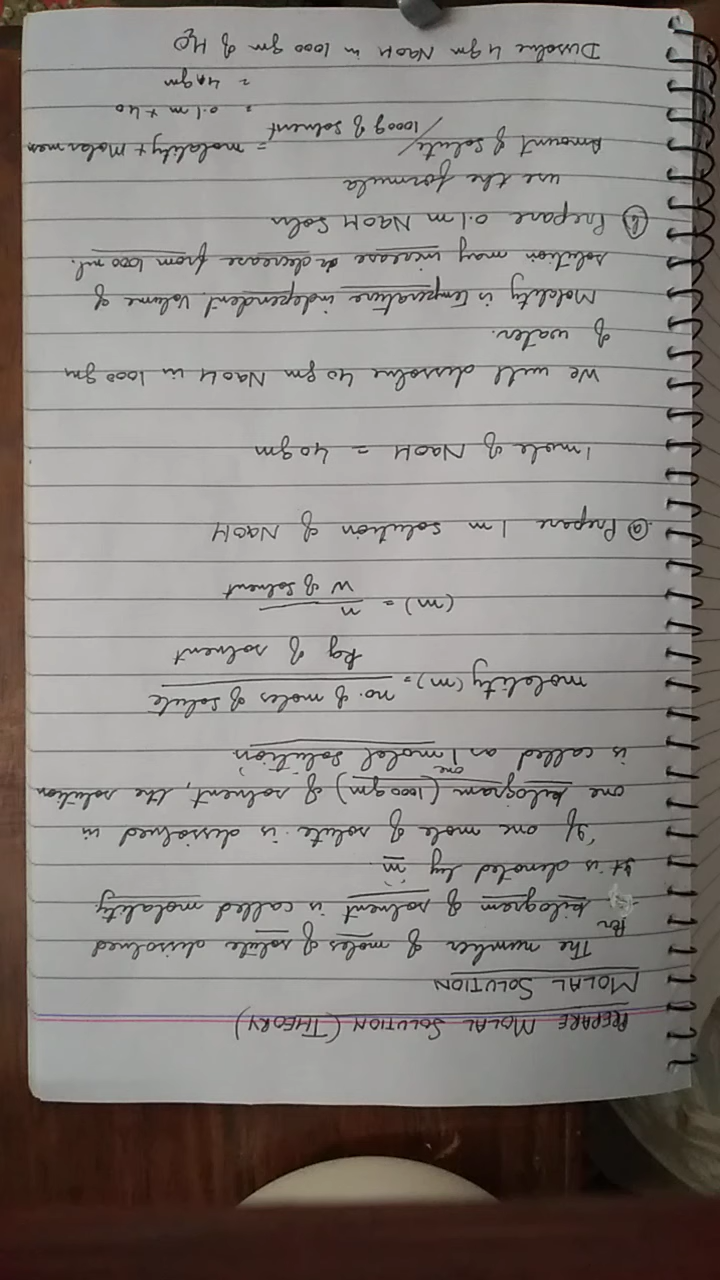 PREPARE MOLAL SOLUTION (THEORY)
MOLAL SOLUTION
The number of moles of solute dissolved
per
kilogram of solvent is called molality.
It is denoted by "m".
"If one mole of solute is dissolved in
one kilogram (1000gm) of solvent, the solution
is called as one molal solution"
molality (m) = no. of moles of solute
kg of solvent
(m) = n
W of solvent
ⓐ Prepare 1 m solution of NaOH
1 mole of NaOH = 40 gm
We will dissolve 40 gm NaOH in 1000 gm
of water.
Molality is temperature independent. Volume of
solution may increase or decrease from 1000 ml.
ⓑ Prepare 0.1 m NaOH Soln
use the formula
Amount of solute/ 1000g of solvent = molality × Molar mass
= 0.1 m × 40
= 4 gm
Dissolve 4 gm NaOH in 1000 gm of H2O